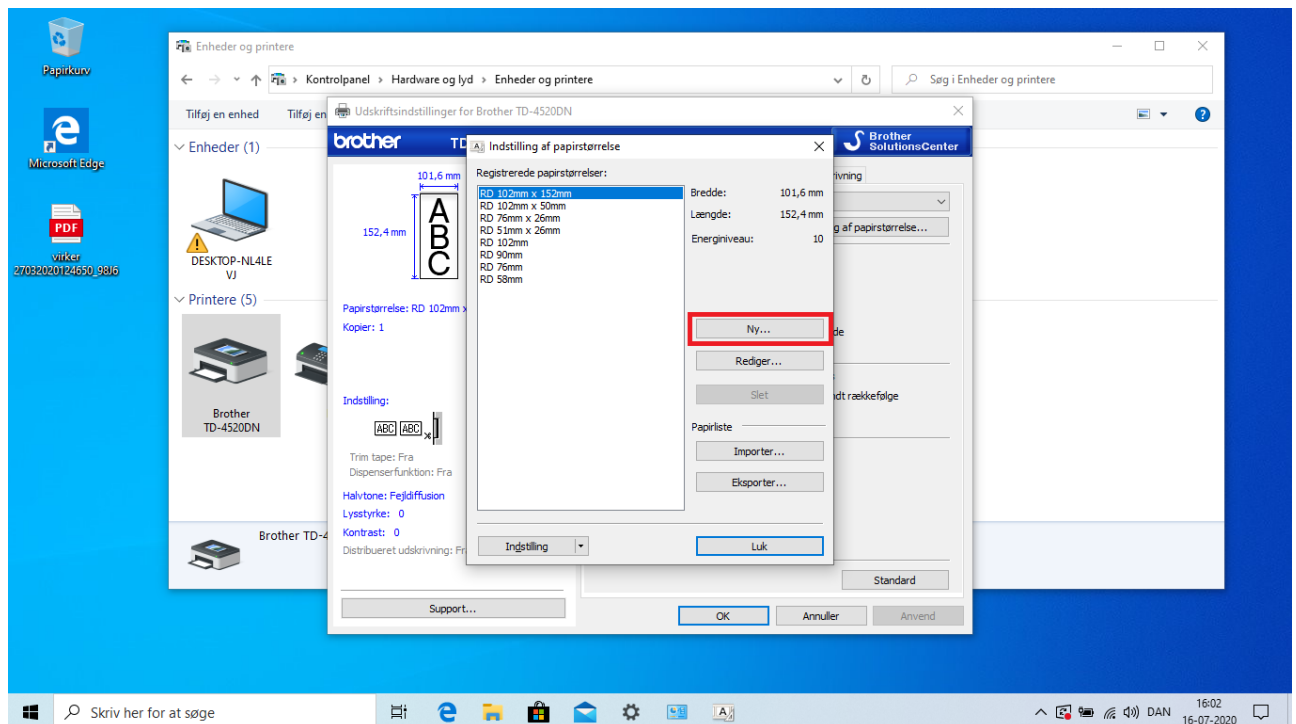 Papirkurv
Microsoft Edge
PDF
virker
27032020124650_98J6
Enheder og printere
Kontrolpanel > Hardware og lyd > Enheder og printere
Søg i Enheder og printere
Tilføj en enhed
Tilføj en
Enheder (1)
DESKTOP-NL4LE
VJ
Printere (5)
Brother
TD-4520DN
Brother TD-4
Udskriftsindstillinger for Brother TD-4520DN
brother
TD
Brother
SolutionsCenter
101,6 mm
152,4 mm
A
B
C
Papirstørrelse: RD 102mm x
Kopier: 1
Indstilling:
ABC ABC
Trim tape: Fra
Dispenserfunktion: Fra
Halvtone: Fejldiffusion
Lysstyrke: 0
Kontrast: 0
Distribueret udskrivning: Fr
Support...
rivning
g af papirstørrelse...
de
dt rækkefølge
Standard
OK
Annuller
Anvend
Indstilling af papirstørrelse
Registrerede papirstørrelser:
RD 102mm x 152mm
RD 102mm x 50mm
RD 76mm x 26mm
RD 51mm x 26mm
RD 102mm
RD 90mm
RD 76mm
RD 58mm
Bredde: 101,6 mm
Længde: 152,4 mm
Energiniveau: 10
Ny...
Rediger...
Slet
Papirliste
Importer...
Eksporter...
Indstilling
Luk
Skriv her for at søge
DAN
16:02
16-07-2020